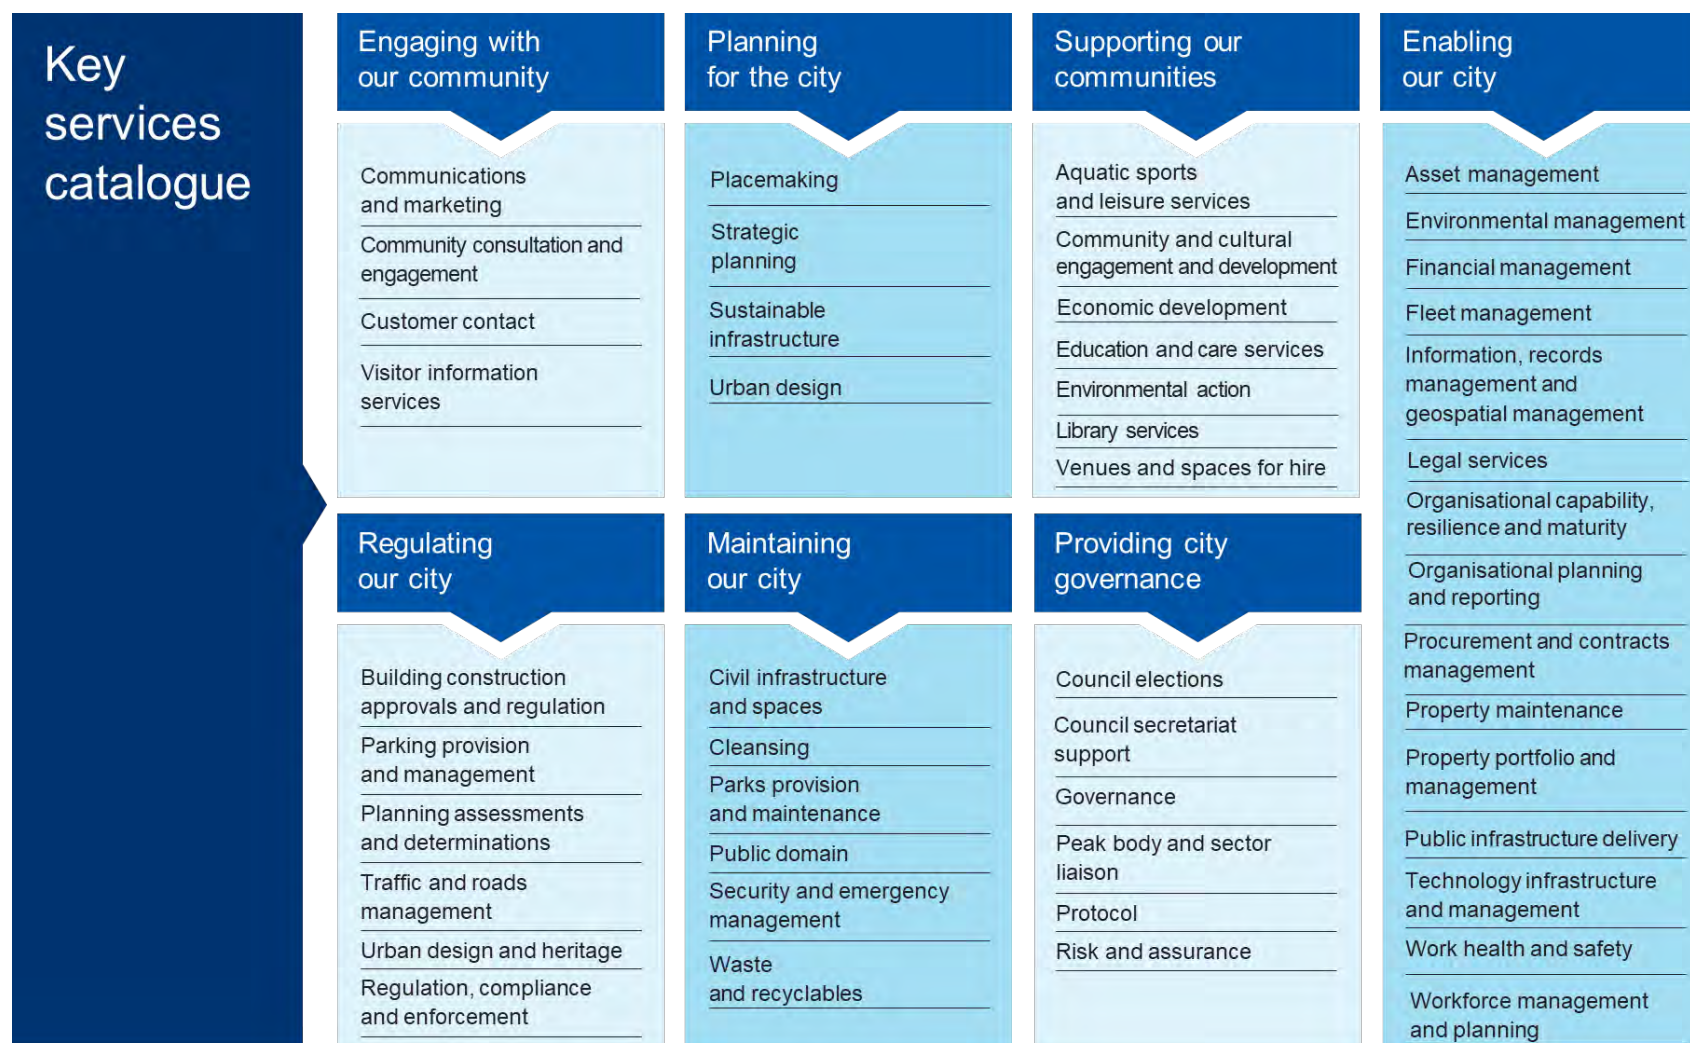 Key
services
catalogue
Engaging with
our community
Communications
and marketing
Community consultation and
engagement
Customer contact
Visitor information
services
Planning
for the city
Placemaking
Strategic
planning
Sustainable
infrastructure
Urban design
Supporting our
communities
Aquatic sports
and leisure services
Community and cultural
engagement and development
Economic development
Education and care services
Environmental action
Library services
Venues and spaces for hire
Enabling
our city
Asset management
Environmental management
Financial management
Fleet management
Information, records
management and
geospatial management
Legal services
Organisational capability,
resilience and maturity
Organisational planning
and reporting
Procurement and contracts
management
Property maintenance
Property portfolio and
management
Public infrastructure delivery
Technology infrastructure
and management
Work health and safety
Workforce management
and planning
Regulating
our city
Building construction
approvals and regulation
Parking provision
and management
Planning assessments
and determinations
Traffic and roads
management
Urban design and heritage
Regulation, compliance
and enforcement
Maintaining
our city
Civil infrastructure
and spaces
Cleansing
Parks provision
and maintenance
Public domain
Security and emergency
management
Waste
and recyclables
Providing city
governance
Council elections
Council secretariat
support
Governance
Peak body and sector
liaison
Protocol
Risk and assurance